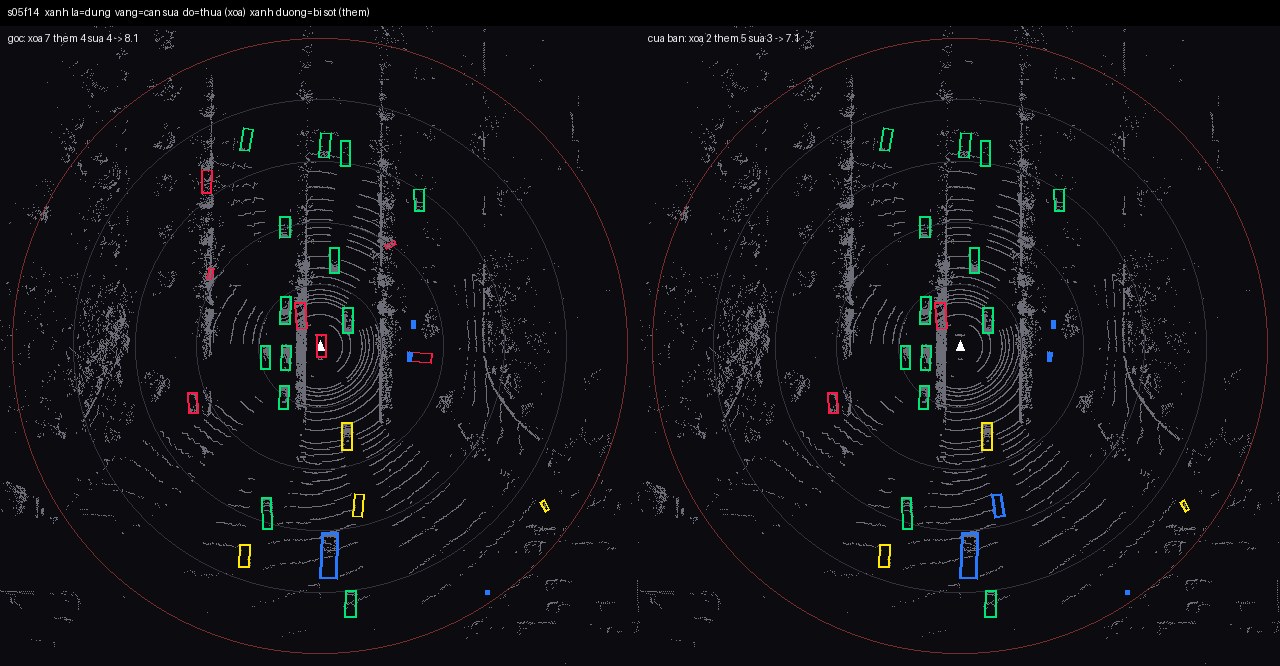 s05f14 xanh la=dung vang=can sua do=thua (xoa) xanh duong=bi sot (them)
goc: xoa 7 them 4 sua 4 -> 8.1
cua ban: xoa 2 them 5 sua 3 -> 7.1